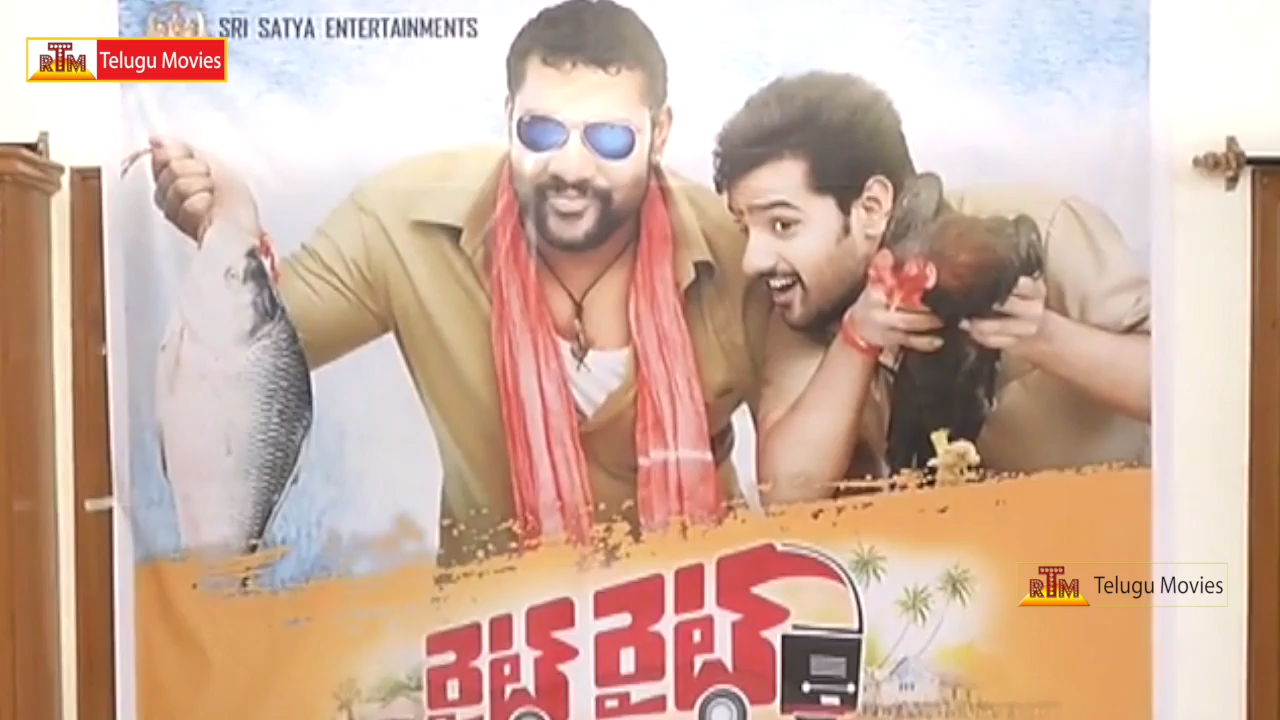 SRI SATYA ENTERTAINMENTS
RTM Telugu Movies
రైట్ రైట్
RTM Telugu Movies